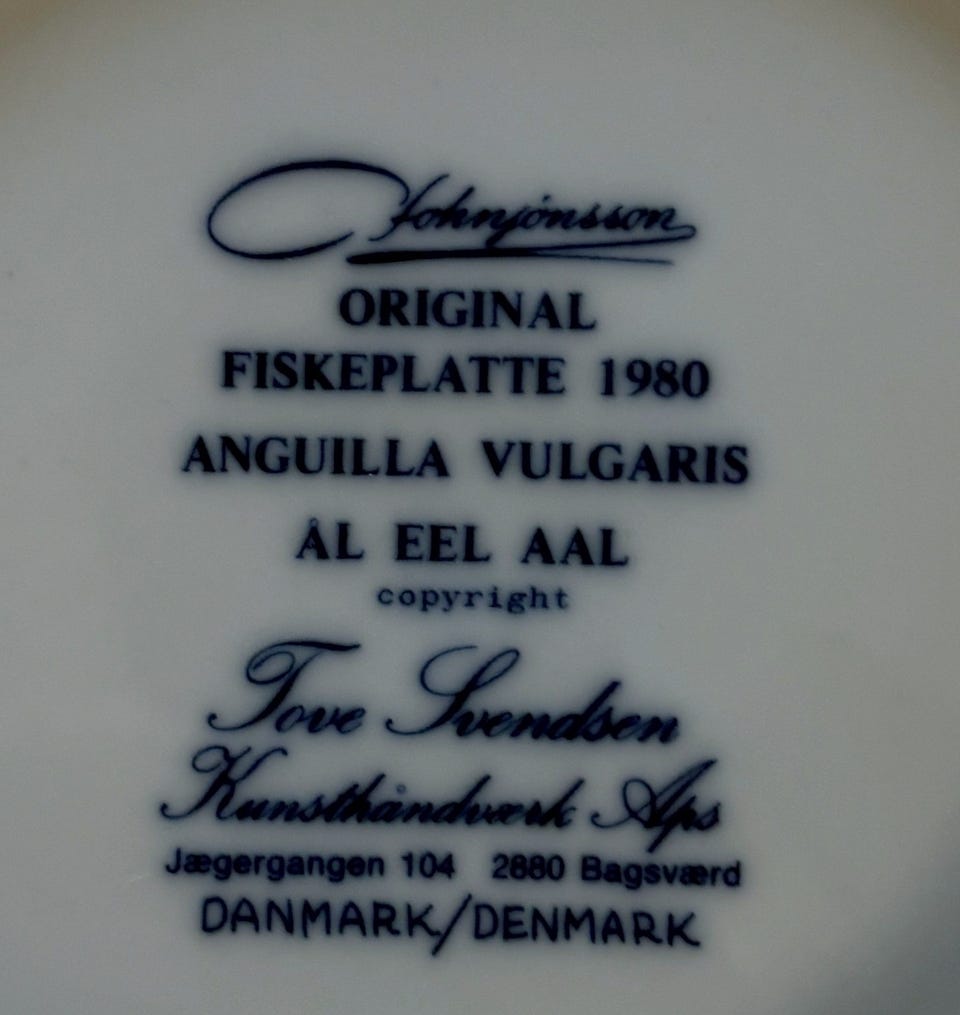 Johnjónsson
ORIGINAL
FISKEPLATTE 1980
ANGUILLA VULGARIS
ÅL EEL AAL
copyright
Tove Svendsen
Kunsthåndværk Aps
Jægergangen 104 2880 Bagsværd
DANMARK/DENMARK